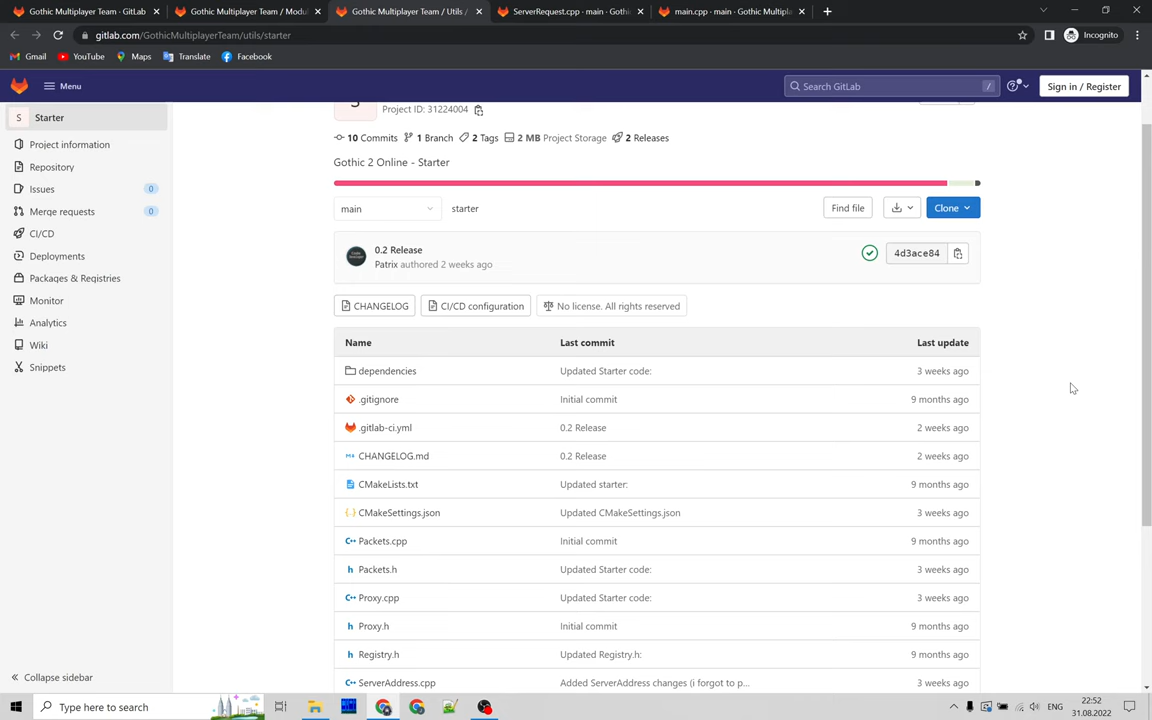 Gothic Multiplayer Team · GitLab
Gothic Multiplayer Team / Modul
Gothic Multiplayer Team / Utils /
ServerRequest.cpp · main · Gothi
main.cpp · main · Gothic Multipl
gitlab.com/GothicMultiplayerTeam/utils/starter
Incognito
Gmail
YouTube
Maps
Translate
Facebook
Menu
Search GitLab
/
Sign in / Register
S
Starter
Project information
Repository
Issues
0
Merge requests
0
CI/CD
Deployments
Packages & Registries
Monitor
Analytics
Wiki
Snippets
Collapse sidebar
Project ID: 31224004
10 Commits
1 Branch
2 Tags
2 MB Project Storage
2 Releases
Gothic 2 Online - Starter
main
starter
Find file
Clone
0.2 Release
Patrix authored 2 weeks ago
4d3ace84
CHANGELOG
CI/CD configuration
No license. All rights reserved
Name Last commit Last update
dependencies Updated Starter code: 3 weeks ago
.gitignore Initial commit 9 months ago
.gitlab-ci.yml 0.2 Release 2 weeks ago
CHANGELOG.md 0.2 Release 2 weeks ago
CMakeLists.txt Updated starter: 9 months ago
CMakeSettings.json Updated CMakeSettings.json 3 weeks ago
Packets.cpp Initial commit 9 months ago
Packets.h Updated Starter code: 3 weeks ago
Proxy.cpp Updated Starter code: 3 weeks ago
Proxy.h Initial commit 9 months ago
Registry.h Updated Registry.h: 9 months ago
ServerAddress.cpp Added ServerAddress changes (i forgot to p... 3 weeks ago
Type here to search
ENG
22:52
31.08.2022